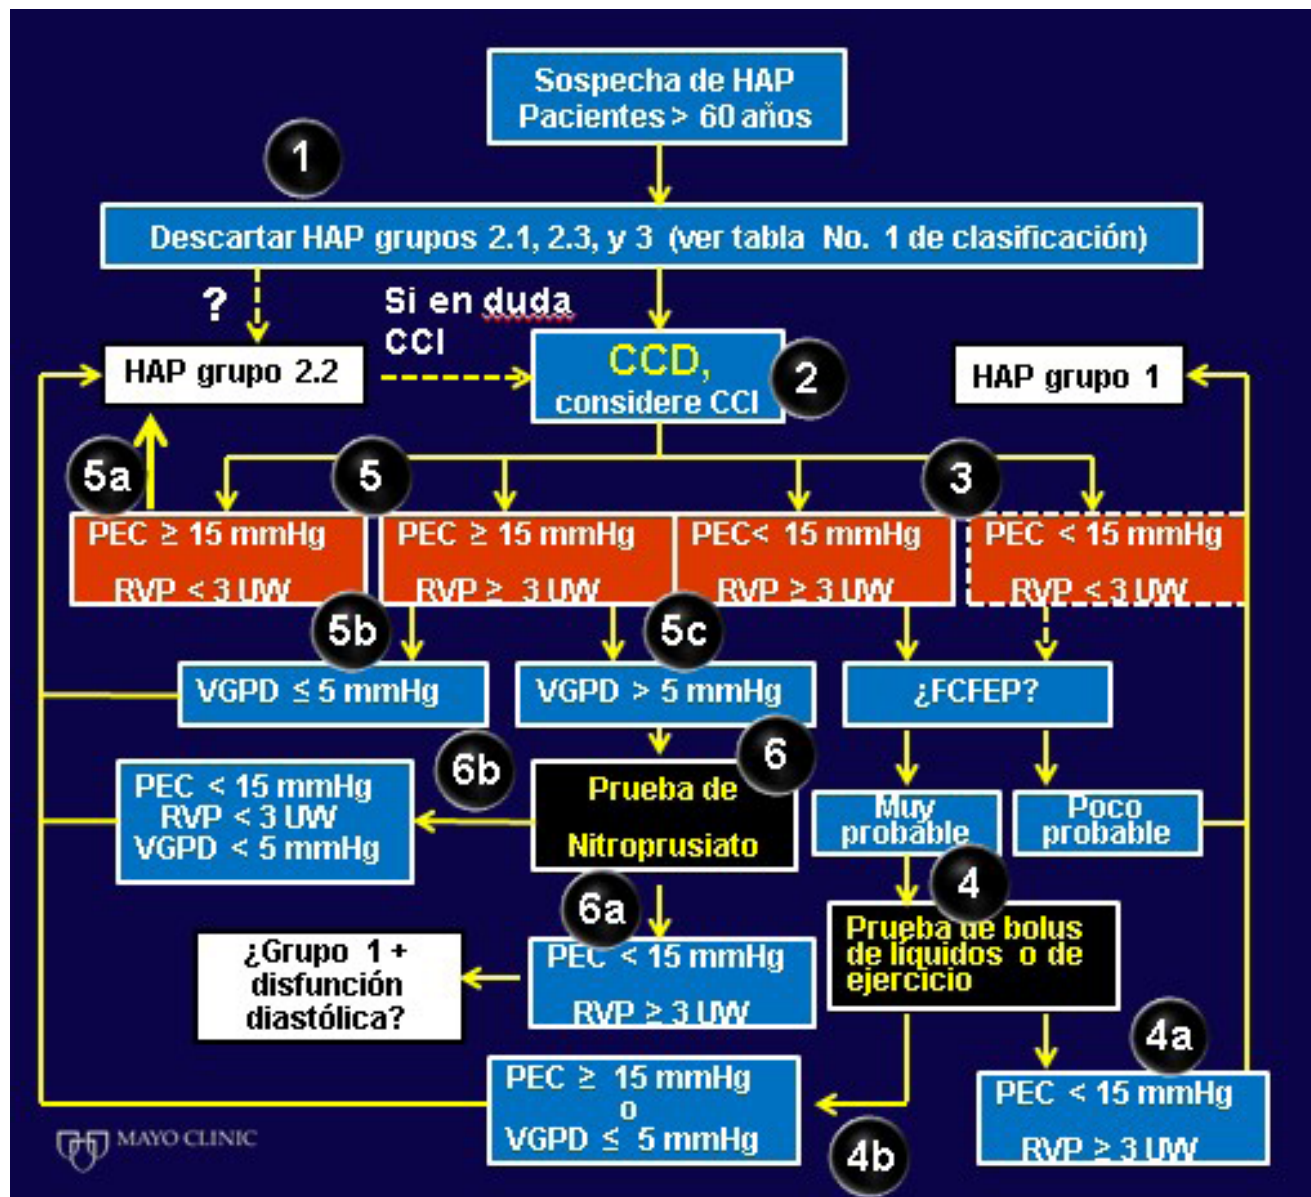 Sospecha de HAP
Pacientes > 60 años
1
Descartar HAP grupos 2.1, 2.3, y 3 (ver tabla No. 1 de clasificación)
?
Si en duda
CCI
HAP grupo 2.2
CCD,
considere CCI
2
HAP grupo 1
5a
5
3
PEC ≥ 15 mmHg
RVP < 3 UW
PEC ≥ 15 mmHg
RVP ≥ 3 UW
PEC< 15 mmHg
RVP ≥ 3 UW
PEC < 15 mmHg
RVP < 3 UW
5b
5c
VGPD ≤ 5 mmHg
VGPD > 5 mmHg
¿FCFEP?
6b
6
PEC < 15 mmHg
RVP < 3 UW
VGPD < 5 mmHg
Prueba de
Nitroprusiato
Muy
probable
Poco
probable
4
6a
Prueba de bolus
de líquidos o de
ejercicio
¿Grupo 1 +
disfunción
diastólica?
PEC < 15 mmHg
RVP ≥ 3 UW
4a
PEC ≥ 15 mmHg
o
VGPD ≤ 5 mmHg
4b
PEC < 15 mmHg
RVP ≥ 3 UW
MAYO CLINIC